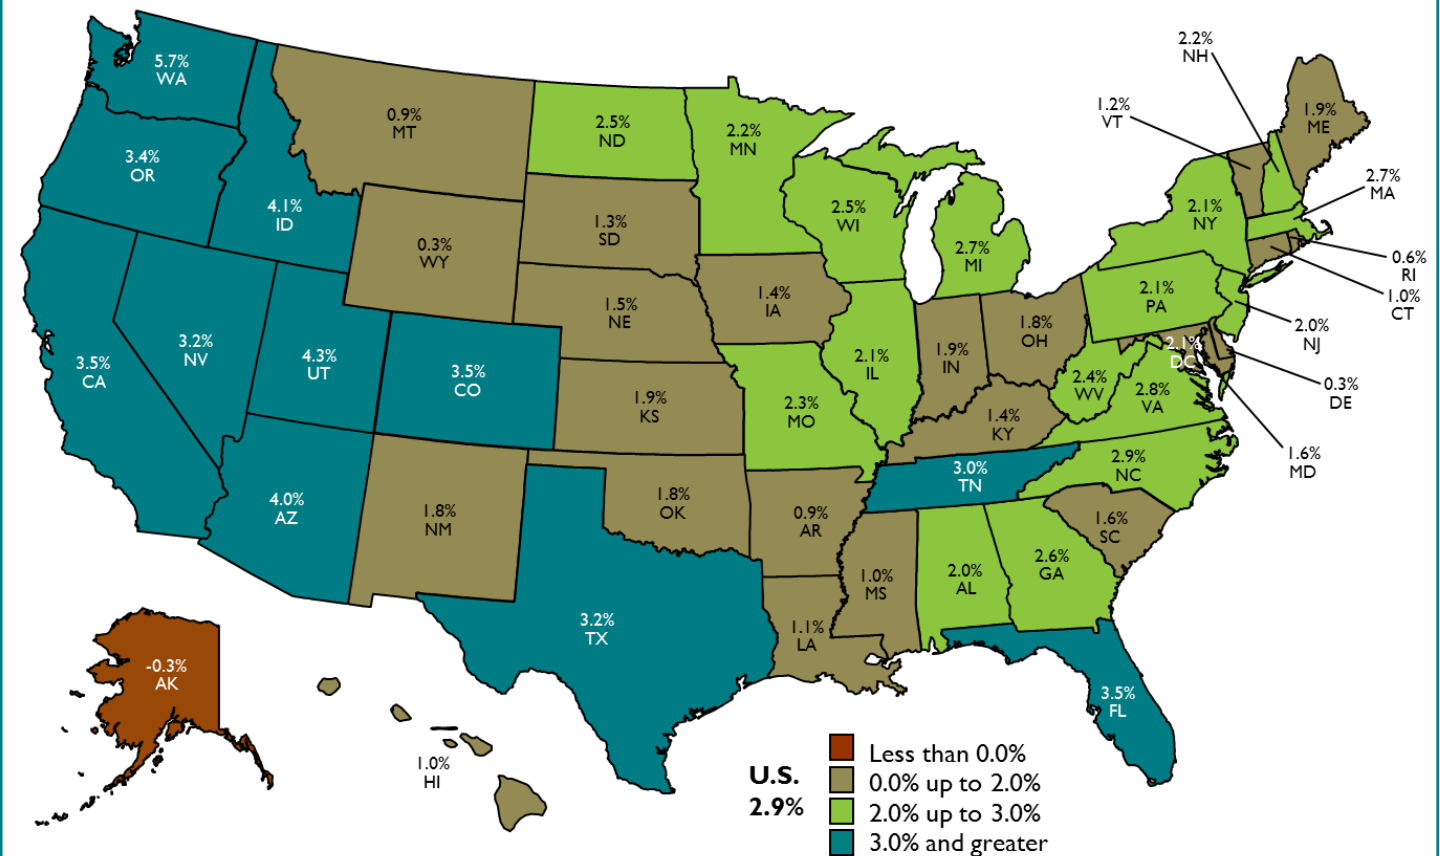 5.7%
WA
3.4%
OR
4.1%
ID
0.9%
MT
0.3%
WY
3.5%
CA
3.2%
NV
4.3%
UT
3.5%
CO
4.0%
AZ
1.8%
NM
2.5%
ND
1.3%
SD
1.5%
NE
1.9%
KS
1.8%
OK
3.2%
TX
2.2%
MN
1.4%
IA
2.3%
MO
0.9%
AR
1.1%
LA
2.5%
WI
2.1%
IL
2.7%
MI
1.9%
IN
1.8%
OH
1.4%
KY
3.0%
TN
1.0%
MS
2.0%
AL
2.6%
GA
3.5%
FL
1.6%
SC
2.9%
NC
2.8%
VA
2.4%
WV
2.1%
DC
2.1%
PA
2.1%
NY
1.2%
VT
2.2%
NH
1.9%
ME
2.7%
MA
0.6%
RI
1.0%
CT
2.0%
NJ
0.3%
DE
1.6%
MD
-0.3%
AK
1.0%
HI
U.S.
2.9%
Less than 0.0%
0.0% up to 2.0%
2.0% up to 3.0%
3.0% and greater